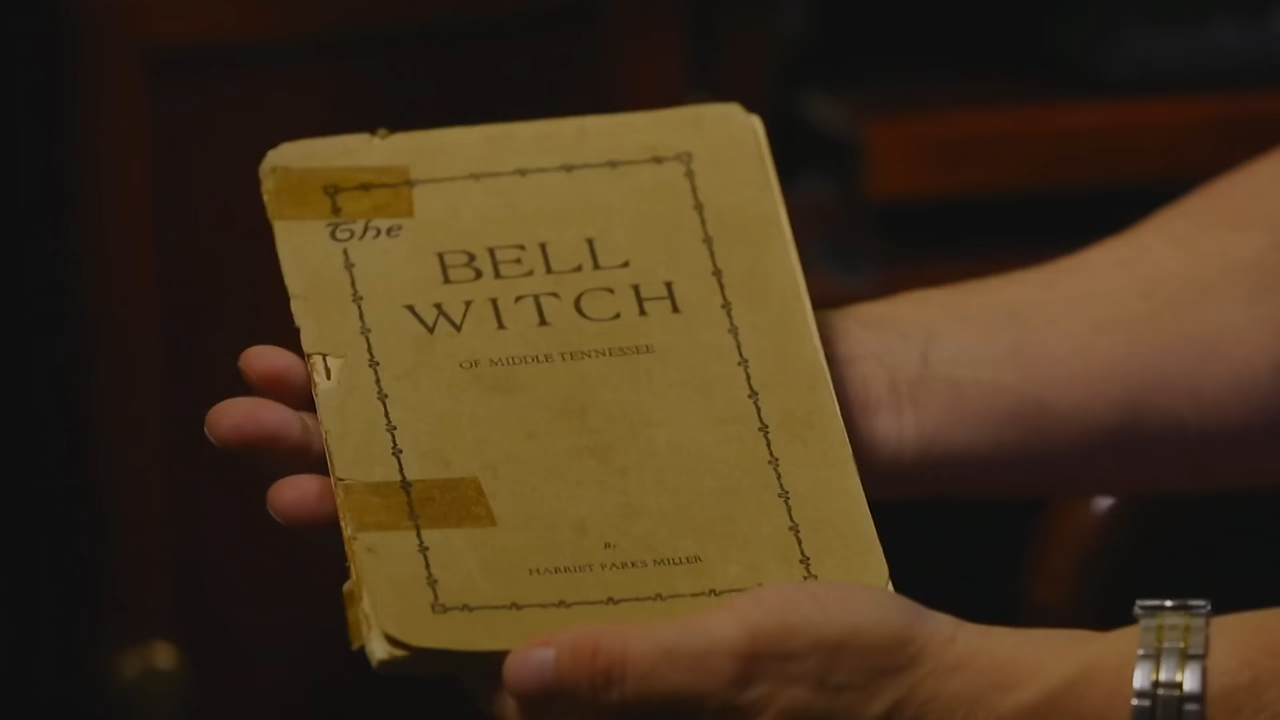 The
BELL
WITCH
OF MIDDLE TENNESSEE
By
HARRIET PARKS MILLER